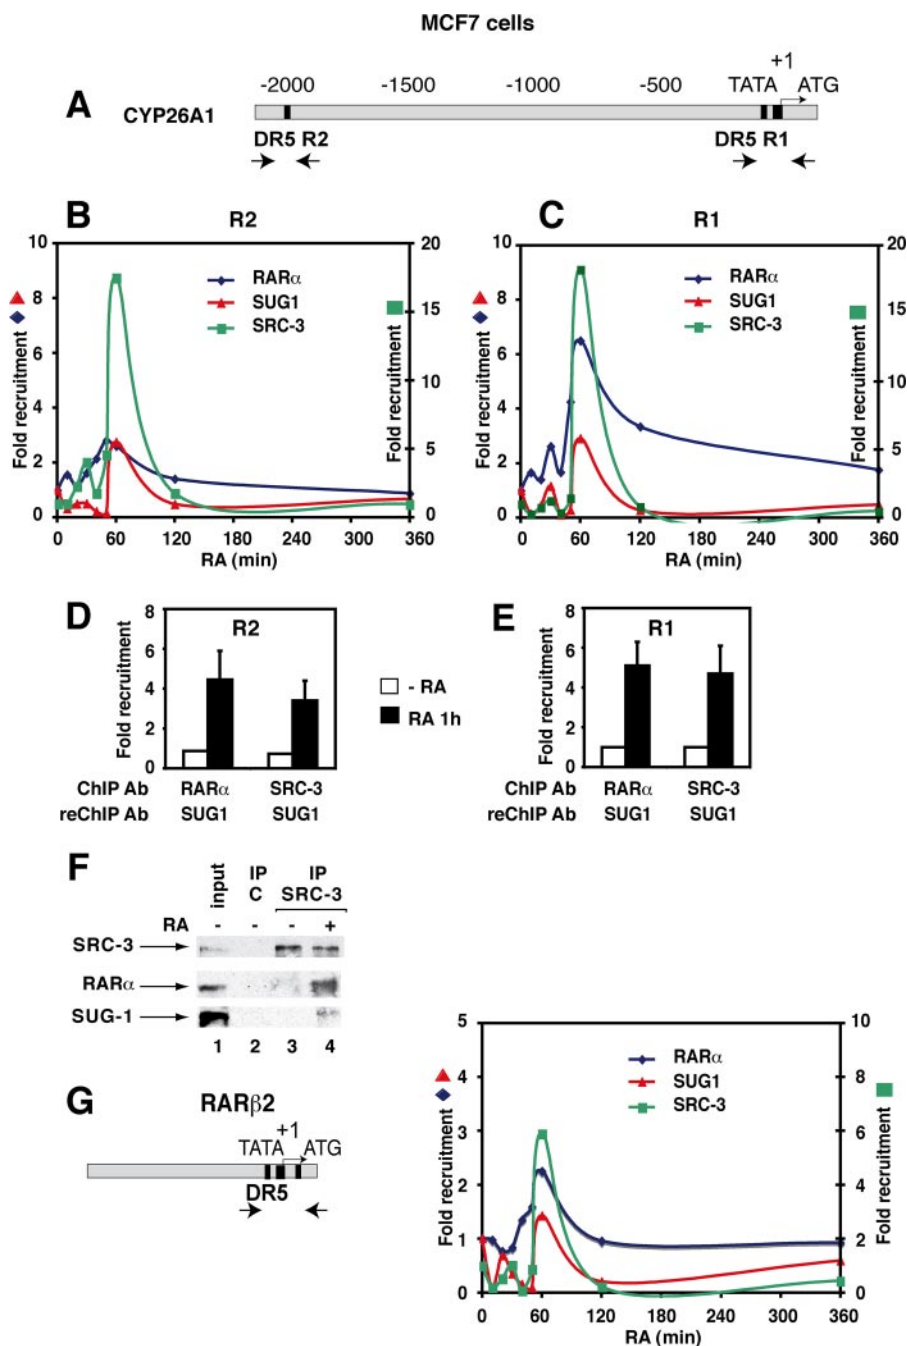 MCF7 cells
A
CYP26A1
-2000 -1500 -1000 -500 TATA +1 ATG
DR5 R2
DR5 R1
B
R2
10
8
6
4
2
0
Fold recruitment
RARα
SUG1
SRC-3
20
15
10
5
0
Fold recruitment
0 60 120 180 240 300 360
RA (min)
C
R1
10
8
6
4
2
0
Fold recruitment
RARα
SUG1
SRC-3
20
15
10
5
0
Fold recruitment
0 60 120 180 240 300 360
RA (min)
D
R2
8
6
4
2
0
Fold recruitment
- RA
RA 1h
E
R1
8
6
4
2
0
Fold recruitment
ChIP Ab RARα SRC-3 RARα SRC-3
reChIP Ab SUG1 SUG1 SUG1 SUG1
F
input
IP
C
IP
SRC-3
RA - - - +
SRC-3
RARα
SUG-1
1 2 3 4
G
RARβ2
+1
TATA ATG
DR5
5
4
3
2
1
0
Fold recruitment
RARα
SUG1
SRC-3
10
8
6
4
2
0
Fold recruitment
0 60 120 180 240 300 360
RA (min)